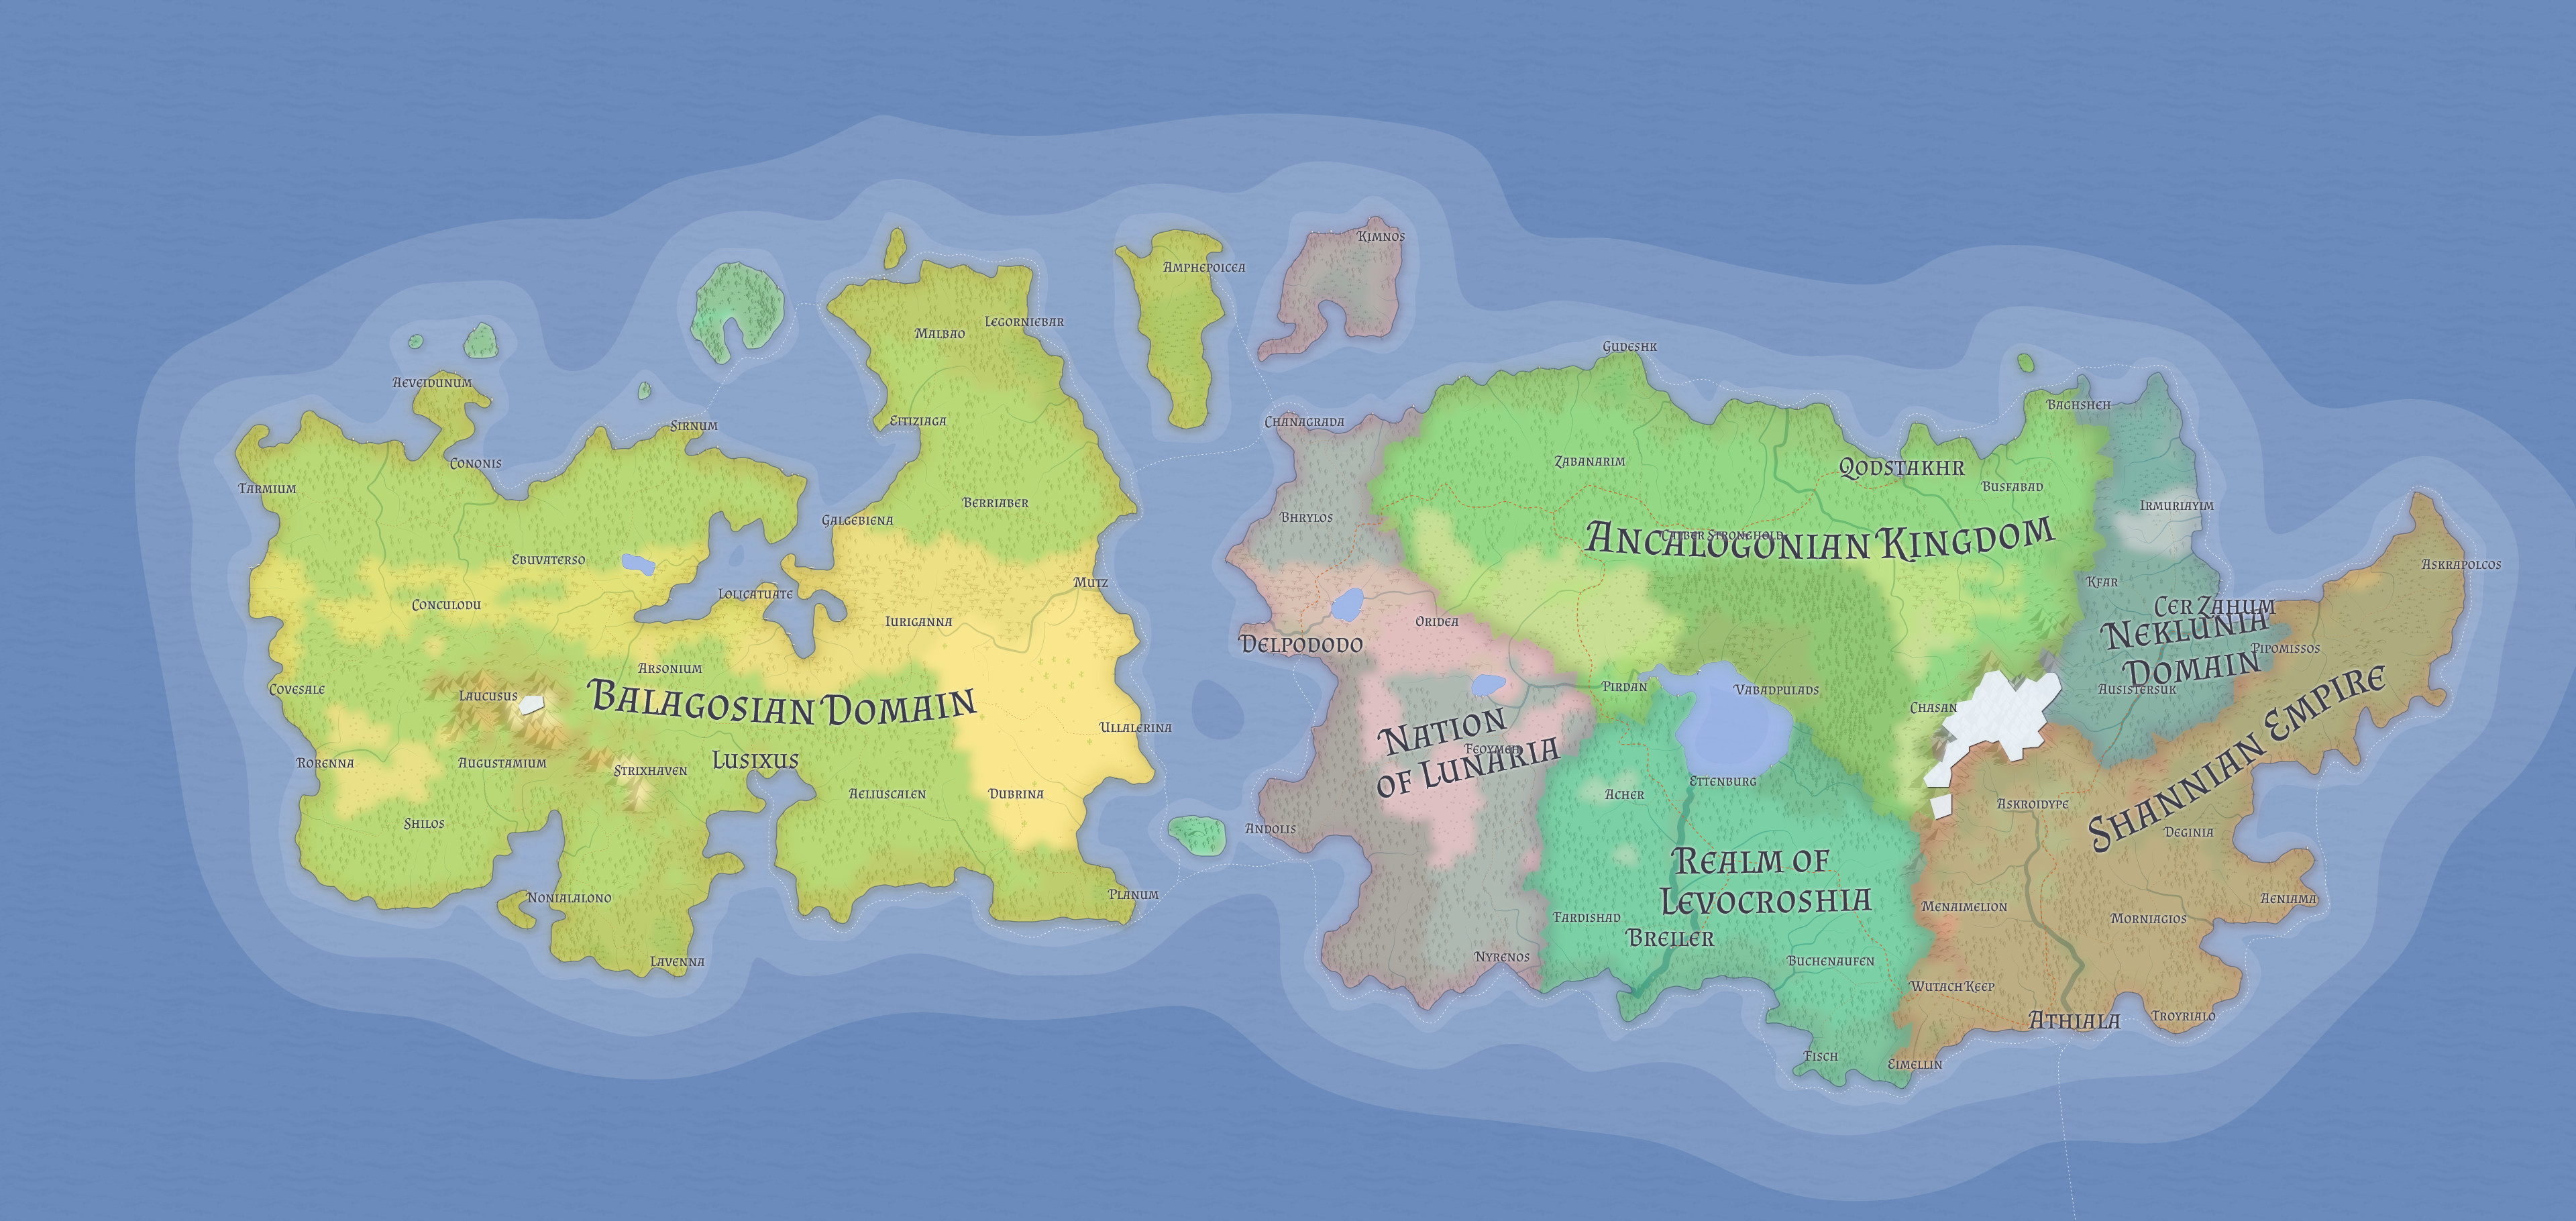 Kimnos
Amphepoicea
Legorniebar
Malbao
Gudeshk
Aeveidunum
Baghsheh
Eitiziaga
Chanagrada
Sirnum
Cononis
Zabanarim
Qodstakhr
Tarmium
Busfabad
Berriaber
Irmuriayim
Bhrylos
Galgebiena
Ancalogonian Kingdom
Ebuvaterso
Askrapolcos
Mutz
Kfar
Lolicatuate
Conculodu
Cer Zahum
Iuriganna
Oridea
Neklunia
Domain
Delpododo
Pipomissos
Arsonium
Pirdan
Vabadpulads
Ausistersuk
Covesale
Laucusus
Balagosian Domain
Chasan
Ullalerina
Nation
of Lunaria
Shannian Empire
Lusixus
Rorenna
Augustamium
Strixhaven
Ettenburg
Aeliuscalen
Dubrina
Acher
Askroidype
Shilos
Andolis
Deginia
Realm of
Levocroshia
Planum
Nonialalono
Aeniama
Menaimelion
Fardishad
Morniagios
Breiler
Nyrenos
Lavenna
Buchenaufen
Wutach Keep
Athiala
Troyrialo
Fisch
Eimellin